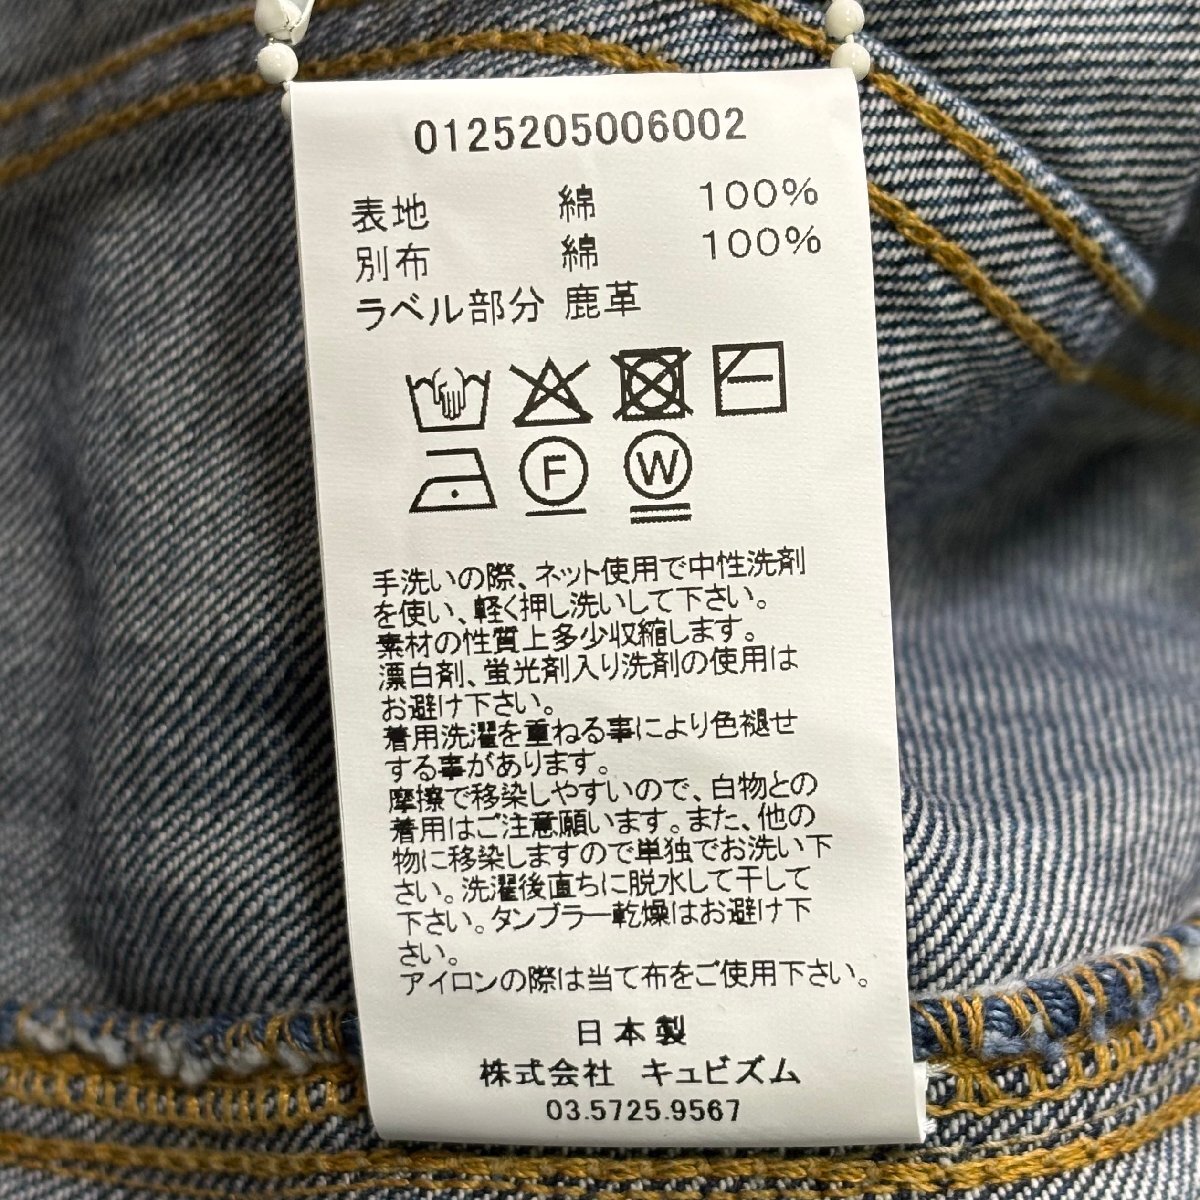 0125205006002
表地 綿 100%
別布 綿 100%
ラベル部分 鹿革
F W
手洗いの際、ネット使用で中性洗剤
を使い、軽く押し洗いして下さい。
素材の性質上多少収縮します。
漂白剤、蛍光剤入り洗剤の使用は
お避け下さい。
着用洗濯を重ねる事により色褪せ
する事があります。
摩擦で移染しやすいので、白物との
着用はご注意願います。また、他の
物に移染しますので単独でお洗い下
さい。洗濯後直ちに脱水して干して
下さい。タンブラー乾燥はお避け下
さい。
アイロンの際は当て布をご使用下さい。
日本製
株式会社 キュビズム
03.5725.9567